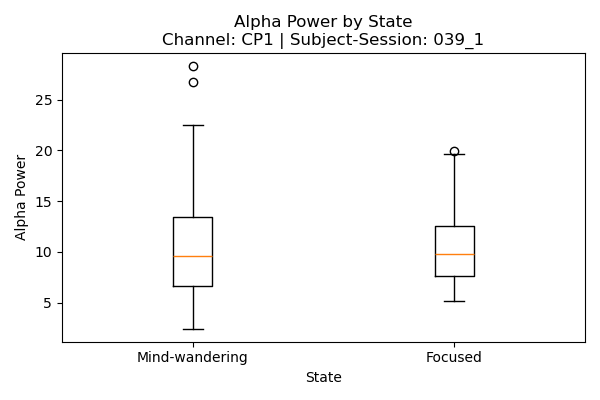 Alpha Power by State
Channel: CP1 | Subject-Session: 039_1
Alpha Power
25
20
15
10
5
Mind-wandering
Focused
State